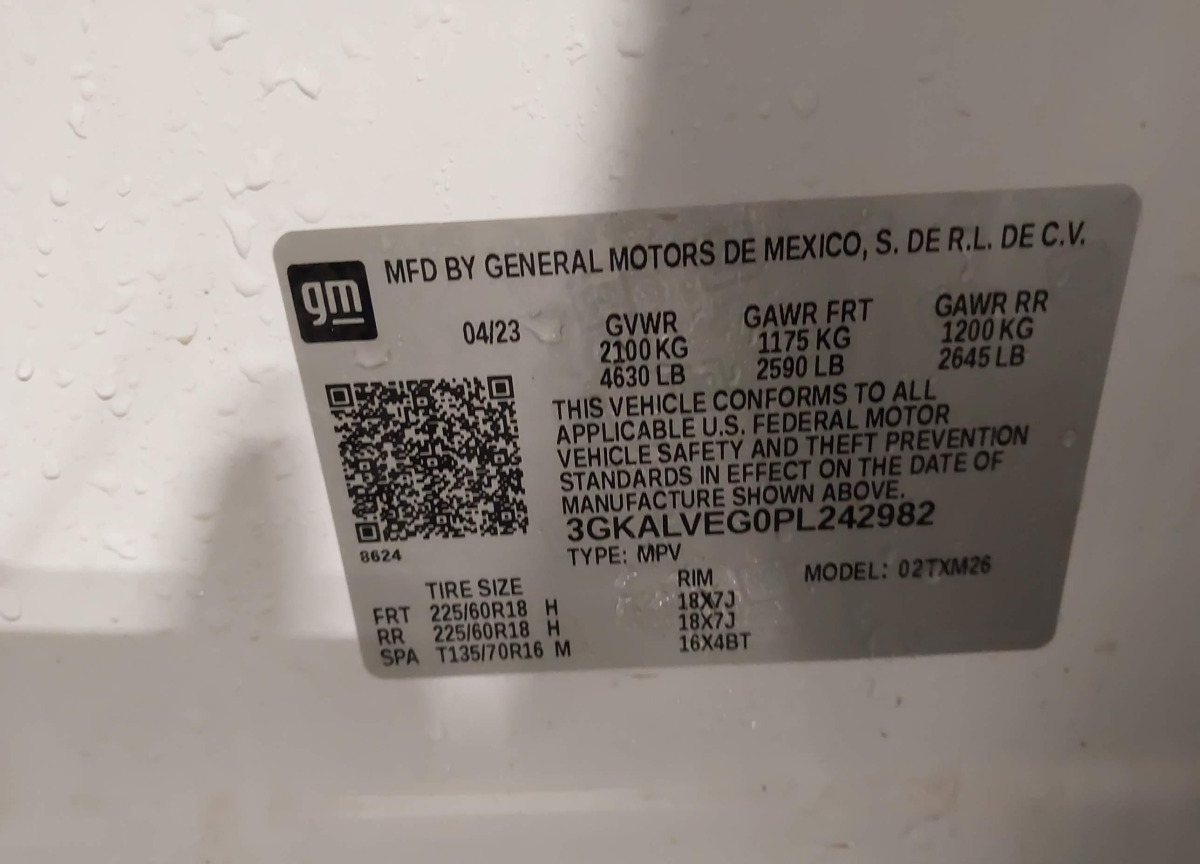 MFD BY GENERAL MOTORS DE MEXICO, S. DE R.L. DE C.V.
gm
04/23 GVWR GAWR FRT GAWR RR
2100 KG 1175 KG 1200 KG
4630 LB 2590 LB 2645 LB
THIS VEHICLE CONFORMS TO ALL
APPLICABLE U.S. FEDERAL MOTOR
VEHICLE SAFETY AND THEFT PREVENTION
STANDARDS IN EFFECT ON THE DATE OF
MANUFACTURE SHOWN ABOVE.
3GKALVEG0PL242982
8624 TYPE: MPV MODEL: 02TXM26
TIRE SIZE RIM
FRT 225/60R18 H 18X7J
RR 225/60R18 H 18X7J
SPA T135/70R16 M 16X4BT